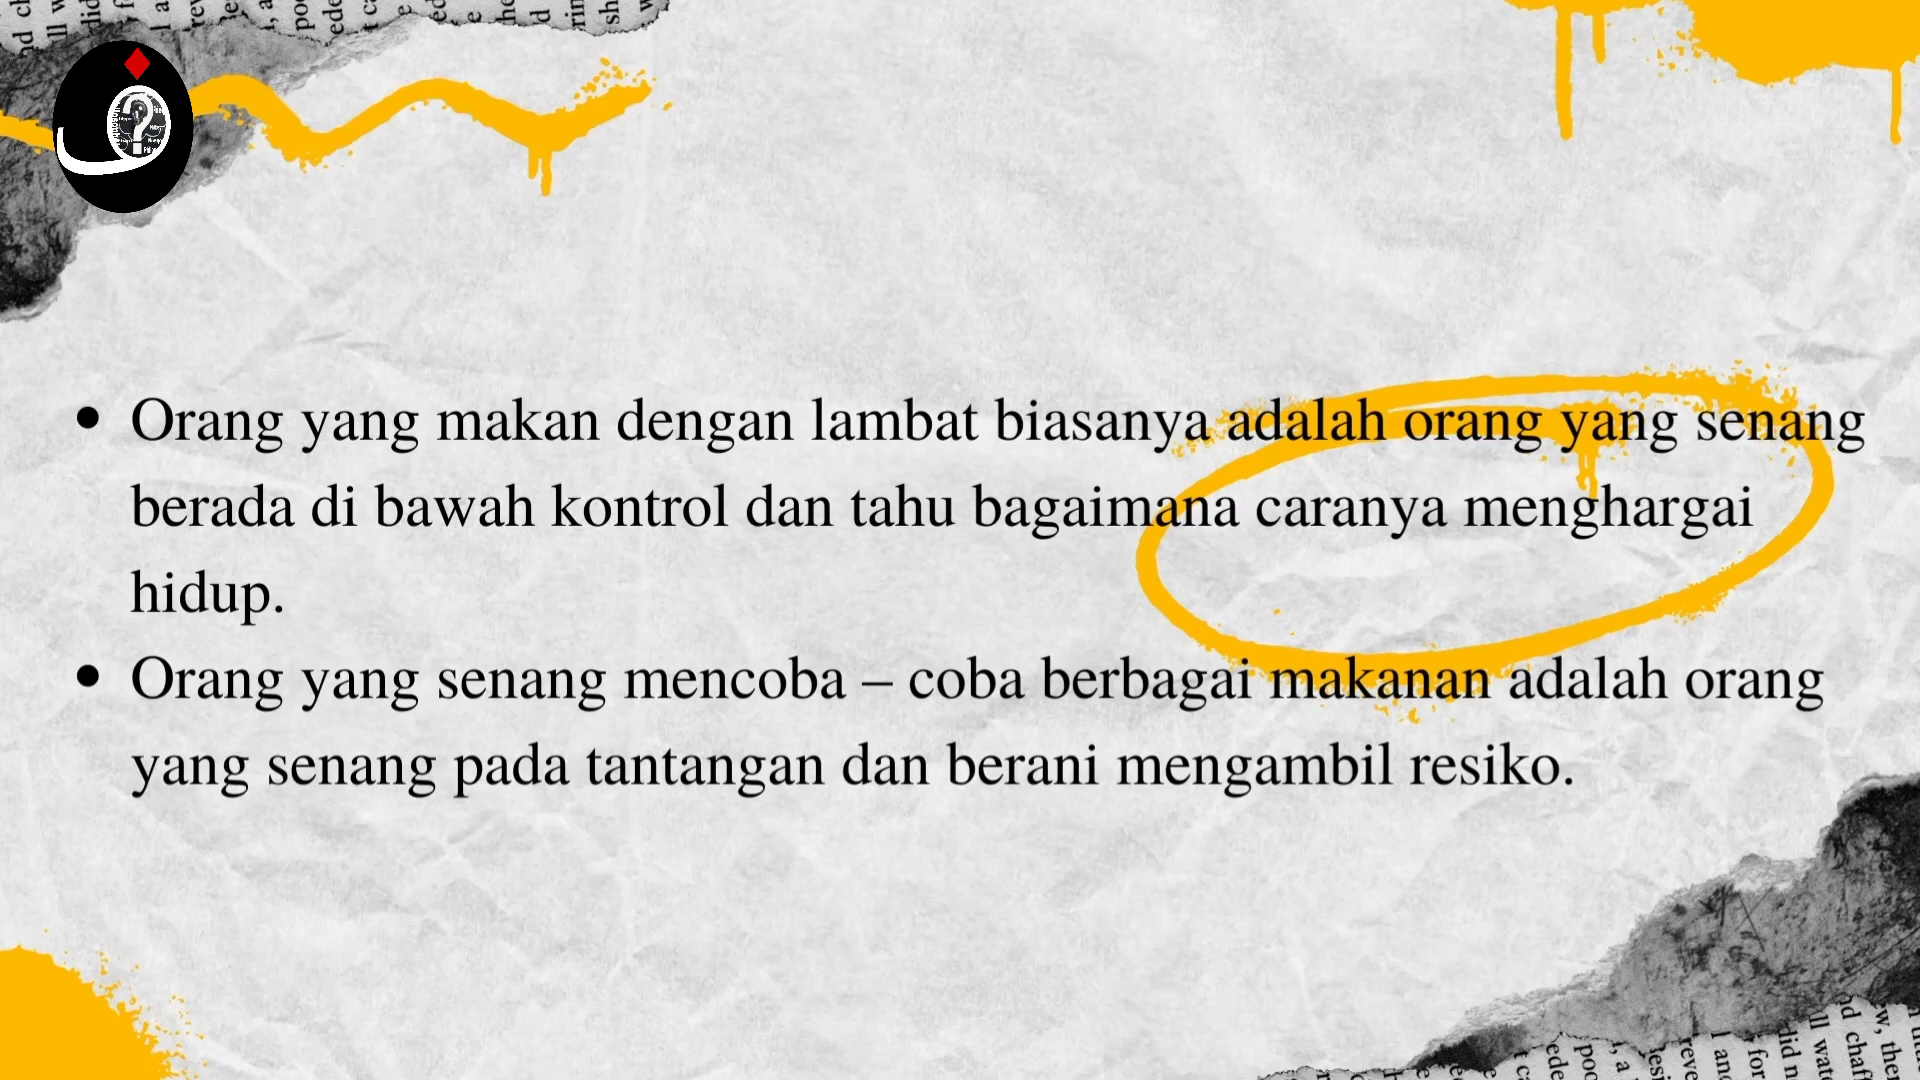 Orang yang makan dengan lambat biasanya adalah orang yang senang
berada di bawah kontrol dan tahu bagaimana caranya menghargai
hidup.
Orang yang senang mencoba – coba berbagai makanan adalah orang
yang senang pada tantangan dan berani mengambil resiko.